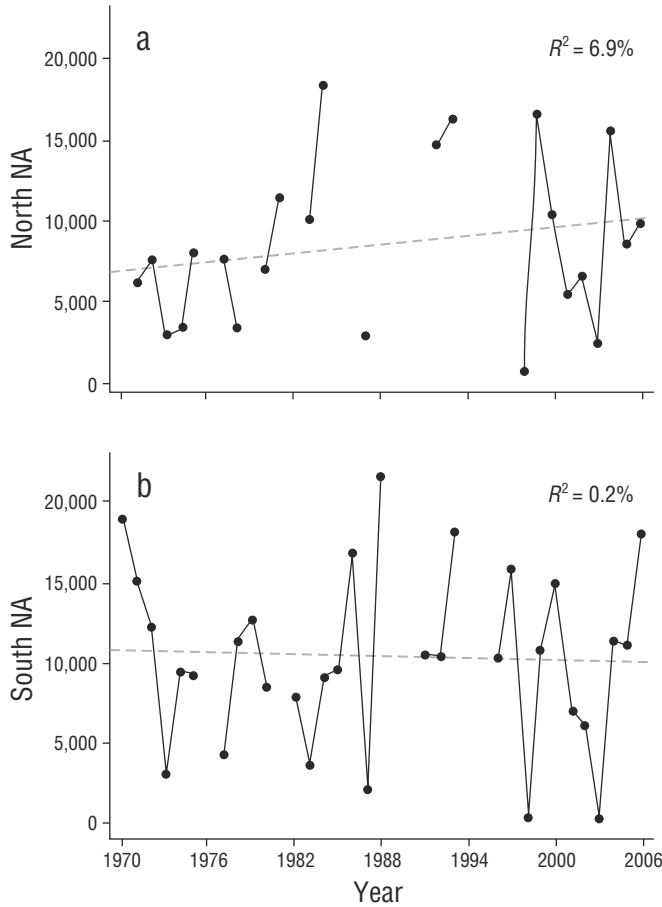 a
R² = 6.9%
North NA
20,000
15,000
10,000
5,000
0
b
R² = 0.2%
South NA
20,000
15,000
10,000
5,000
0
1970 1976 1982 1988 1994 2000 2006
Year